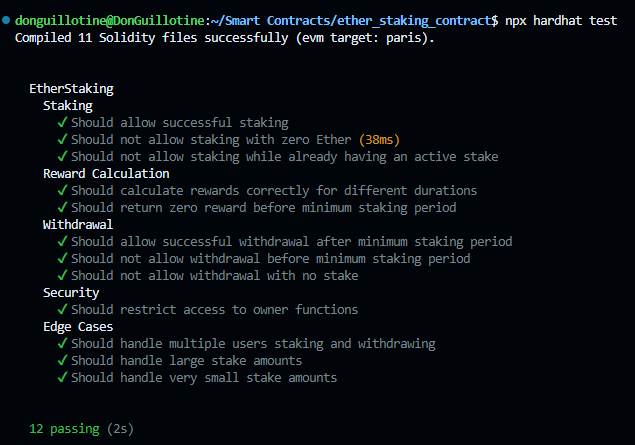 donguillotine@DonGuillotine:~/Smart Contracts/ether_staking_contract$ npx hardhat test
Compiled 11 Solidity files successfully (evm target: paris).
EtherStaking
Staking
✓ Should allow successful staking
✓ Should not allow staking with zero Ether (38ms)
✓ Should not allow staking while already having an active stake
Reward Calculation
✓ Should calculate rewards correctly for different durations
✓ Should return zero reward before minimum staking period
Withdrawal
✓ Should allow successful withdrawal after minimum staking period
✓ Should not allow withdrawal before minimum staking period
✓ Should not allow withdrawal with no stake
Security
✓ Should restrict access to owner functions
Edge Cases
✓ Should handle multiple users staking and withdrawing
✓ Should handle large stake amounts
✓ Should handle very small stake amounts
12 passing (2s)